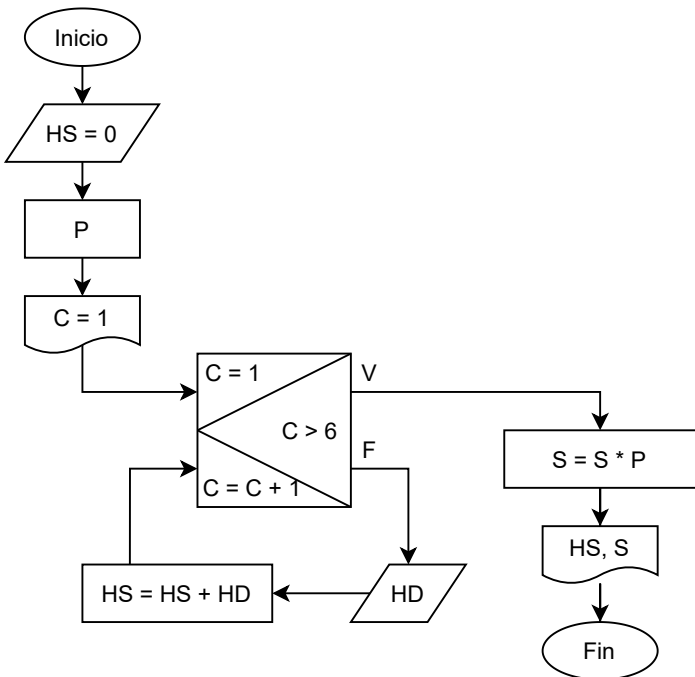 Inicio
HS = 0
P
C = 1
C = 1
V
C > 6
F
C = C + 1
S = S * P
HS, S
HS = HS + HD
HD
Fin